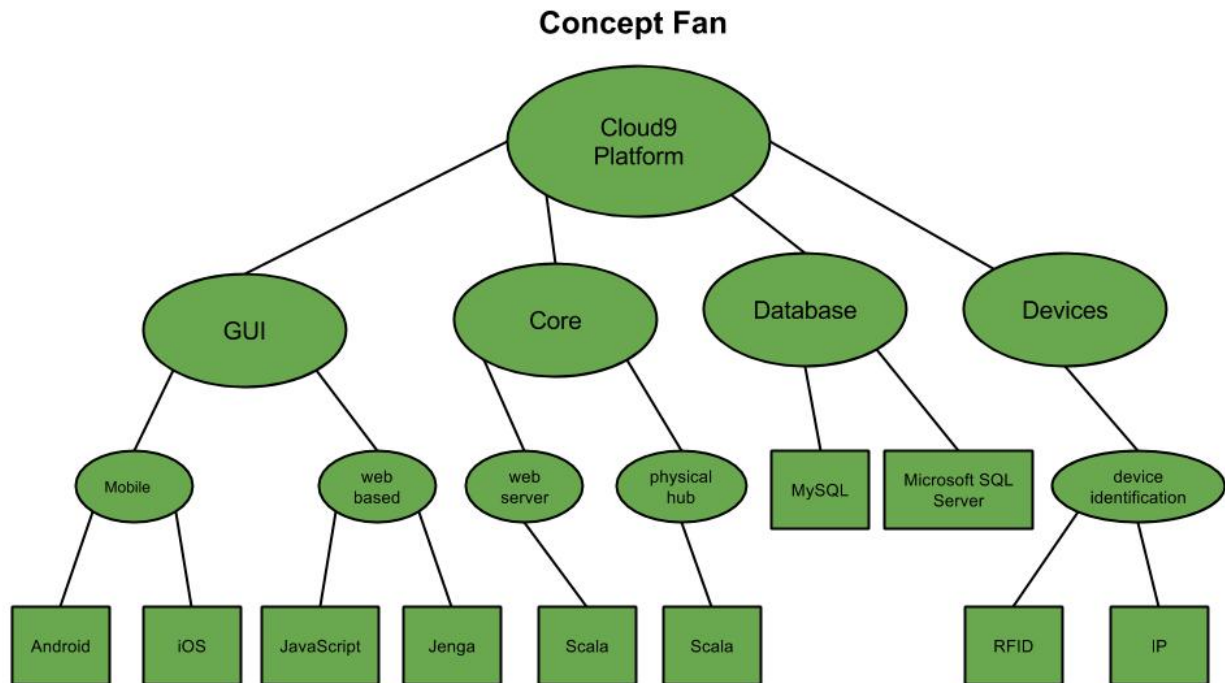 Concept Fan
Cloud9
Platform
GUI
Core
Database
Devices
Mobile
web
based
web
server
physical
hub
MySQL
Microsoft SQL
Server
device
identification
Android
iOS
JavaScript
Jenga
Scala
Scala
RFID
IP